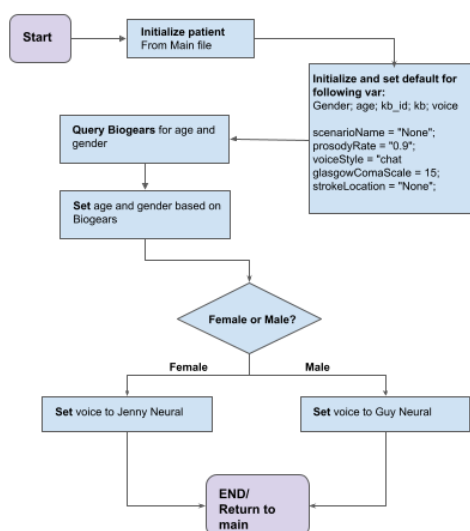 Start
Initialize patient
From Main file
Initialize and set default for
following var:
Gender; age; kb_id; kb; voice
scenarioName = "None";
prosodyRate = "0.9";
voiceStyle = "chat
glasgowComaScale = 15;
strokeLocation = "None";
Query Biogears for age and
gender
Set age and gender based on
Biogears
Female or Male?
Female
Male
Set voice to Jenny Neural
Set voice to Guy Neural
END/
Return to
main